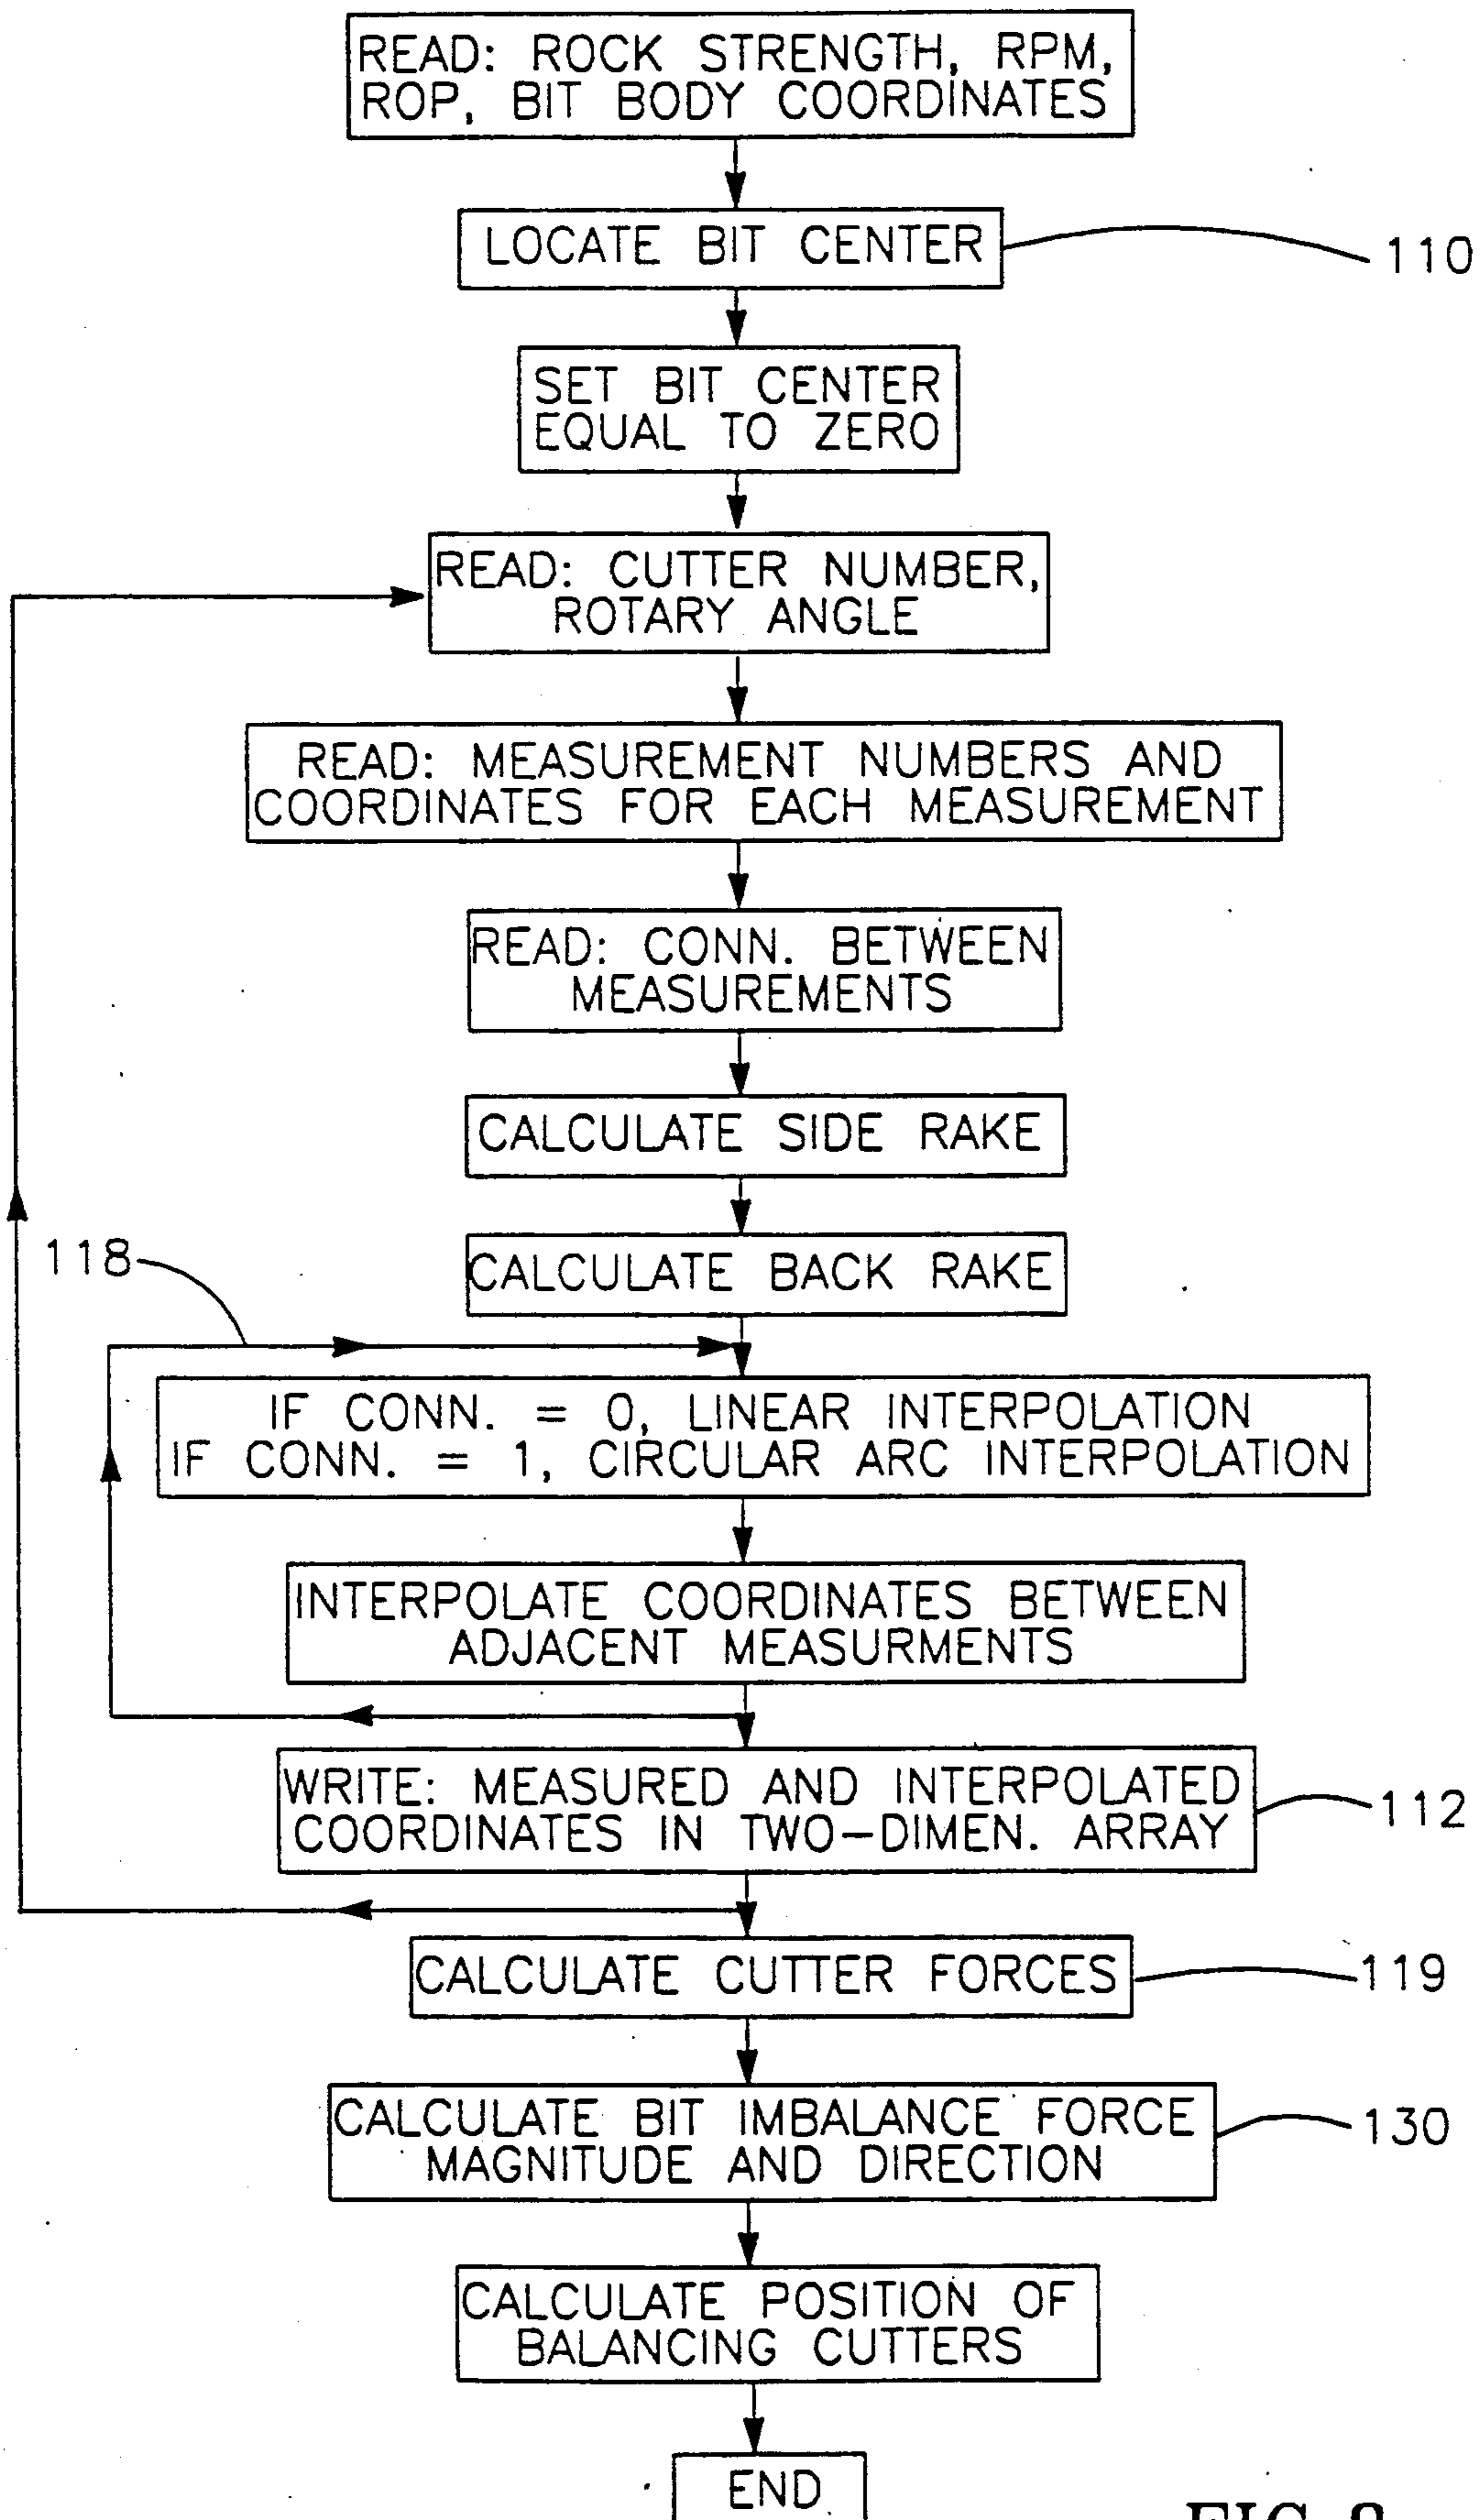 READ: ROCK STRENGTH, RPM,
ROP, BIT BODY COORDINATES
LOCATE BIT CENTER
110
SET BIT CENTER
EQUAL TO ZERO
READ: CUTTER NUMBER,
ROTARY ANGLE
READ: MEASUREMENT NUMBERS AND
COORDINATES FOR EACH MEASUREMENT
READ: CONN. BETWEEN
MEASUREMENTS
CALCULATE SIDE RAKE
118
CALCULATE BACK RAKE
IF CONN. = 0, LINEAR INTERPOLATION
IF CONN. = 1, CIRCULAR ARC INTERPOLATION
INTERPOLATE COORDINATES BETWEEN
ADJACENT MEASURMENTS
WRITE: MEASURED AND INTERPOLATED
COORDINATES IN TWO-DIMEN. ARRAY
112
CALCULATE CUTTER FORCES
119
CALCULATE BIT IMBALANCE FORCE
MAGNITUDE AND DIRECTION
130
CALCULATE POSITION OF
BALANCING CUTTERS
END
FIG.